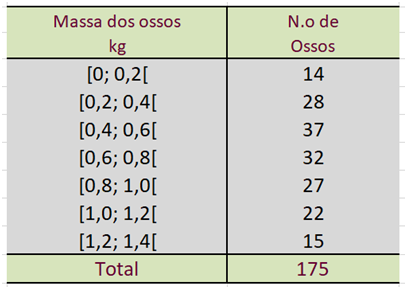 Massa dos ossos N.o de
kg Ossos
[0; 0,2[ 14
[0,2; 0,4[ 28
[0,4; 0,6[ 37
[0,6; 0,8[ 32
[0,8; 1,0[ 27
[1,0; 1,2[ 22
[1,2; 1,4[ 15
Total 175